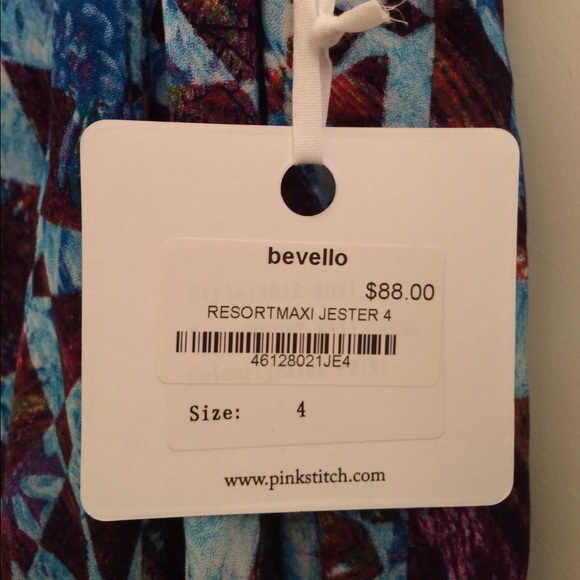 bevello
$88.00
RESORTMAXI JESTER 4
46128021JE4
Size: 4
www.pinkstitch.com